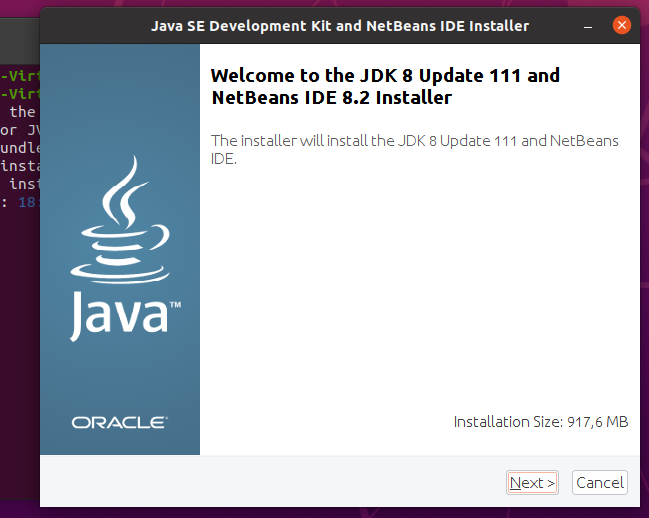 Java SE Development Kit and NetBeans IDE Installer
Welcome to the JDK 8 Update 111 and
NetBeans IDE 8.2 Installer
The installer will install the JDK 8 Update 111 and NetBeans
IDE.
-Virt
-Virt
the
or JV
undle
insta
inst
: 18:
Java™
ORACLE
Installation Size: 917,6 MB
Next >
Cancel